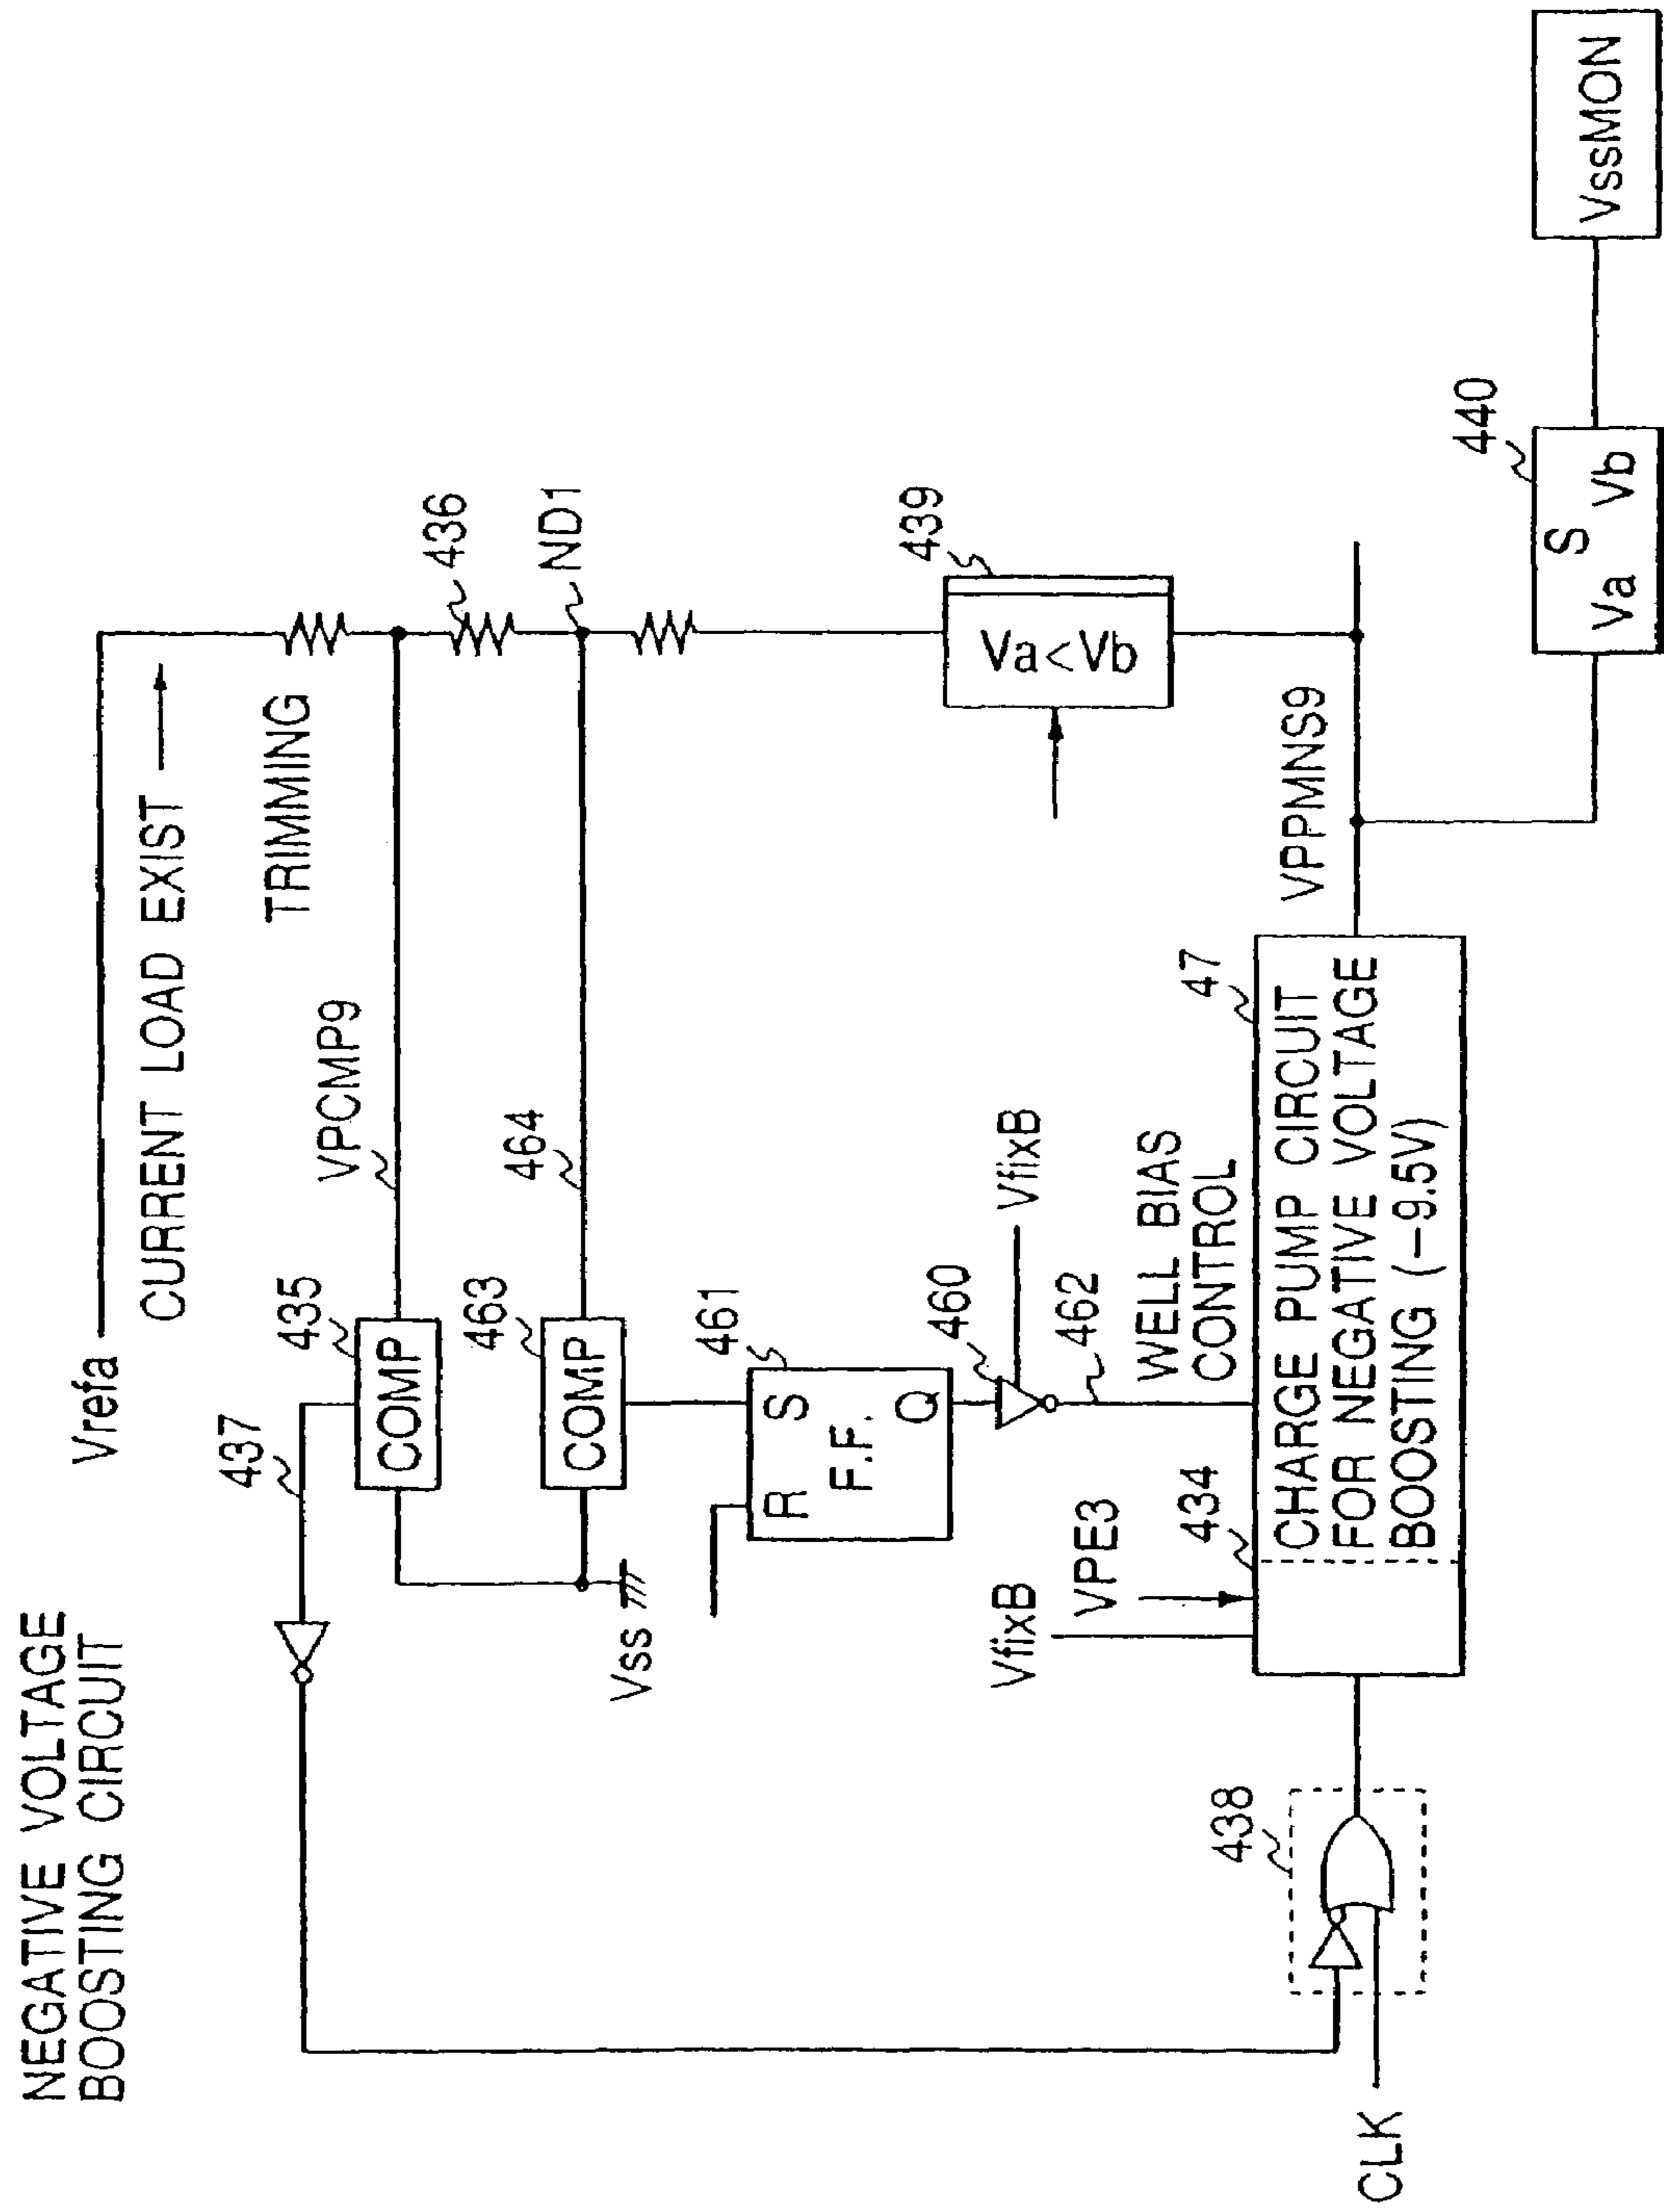 NEGATIVE VOLTAGE
BOOSTING CIRCUIT
Vrefa
CURRENT LOAD EXIST
TRIMMING
437
435
COMP
VPCMP9
436
463
COMP
464
ND1
Vss
461
R
S
F.F.
Q
460
VfixB
462
WELL BIAS
CONTROL
439
Va<Vb
VfixB
VPE3
434
47
CHARGE PUMP CIRCUIT
FOR NEGATIVE VOLTAGE
BOOSTING (−9.5V)
VPPMNS9
438
CLK
440
S
Va Vb
VssMON